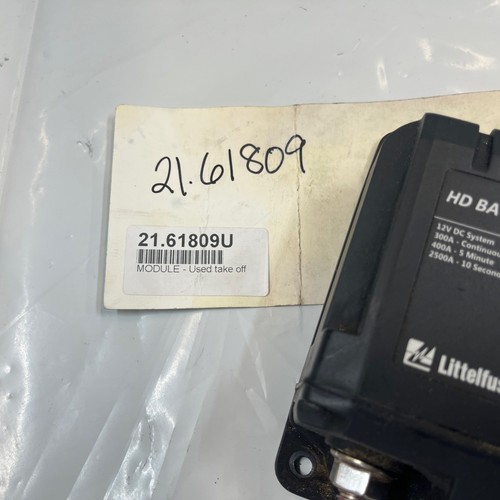 21.61809
21.61809U
MODULE - Used take off
HD BA
12V DC System
300A - Continuou
400A - 5 Minute
2500A - 10 Secon
Littelfus